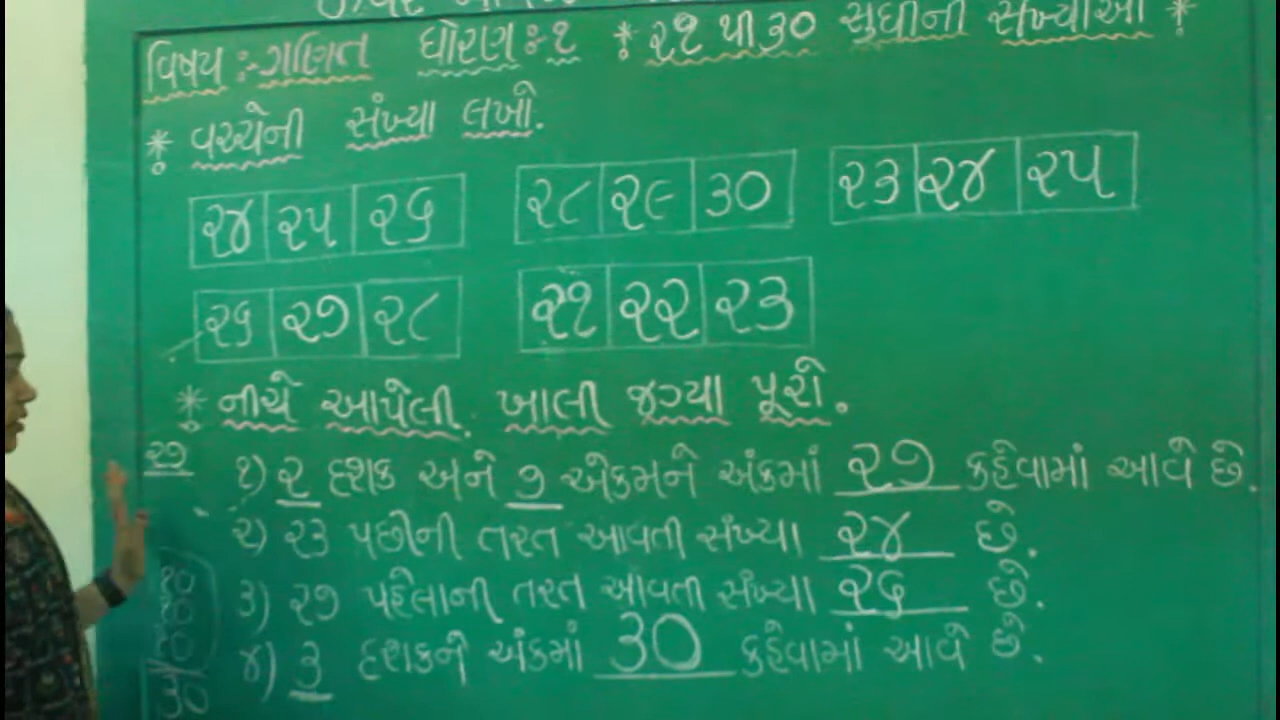 વિષય :- ગણિત ધોરણ :- ૧ * ૨૧ થી ૩૦ સુધીની સંખ્યાઓ *
* વચ્ચેની સંખ્યા લખો.
૨૪ ૨૫ ૨૬ ૨૮ ૨૯ ૩૦ ૨૩ ૨૪ ૨૫
૨૬ ૨૭ ૨૮ ૨૧ ૨૨ ૨૩
* નીચે આપેલી ખાલી જગ્યા પૂરો.
૨૭ ૧) ૨ દશક અને ૭ એકમને અંકમાં ૨૭ કહેવામાં આવે છે.
૨) ૨૩ પછીની તરત આવતી સંખ્યા ૨૪ છે.
૩) ૨૭ પહેલાની તરત આવતી સંખ્યા ૨૬ છે.
૪) ૩ દશકને અંકમાં ૩૦ કહેવામાં આવે છે.
૩૦